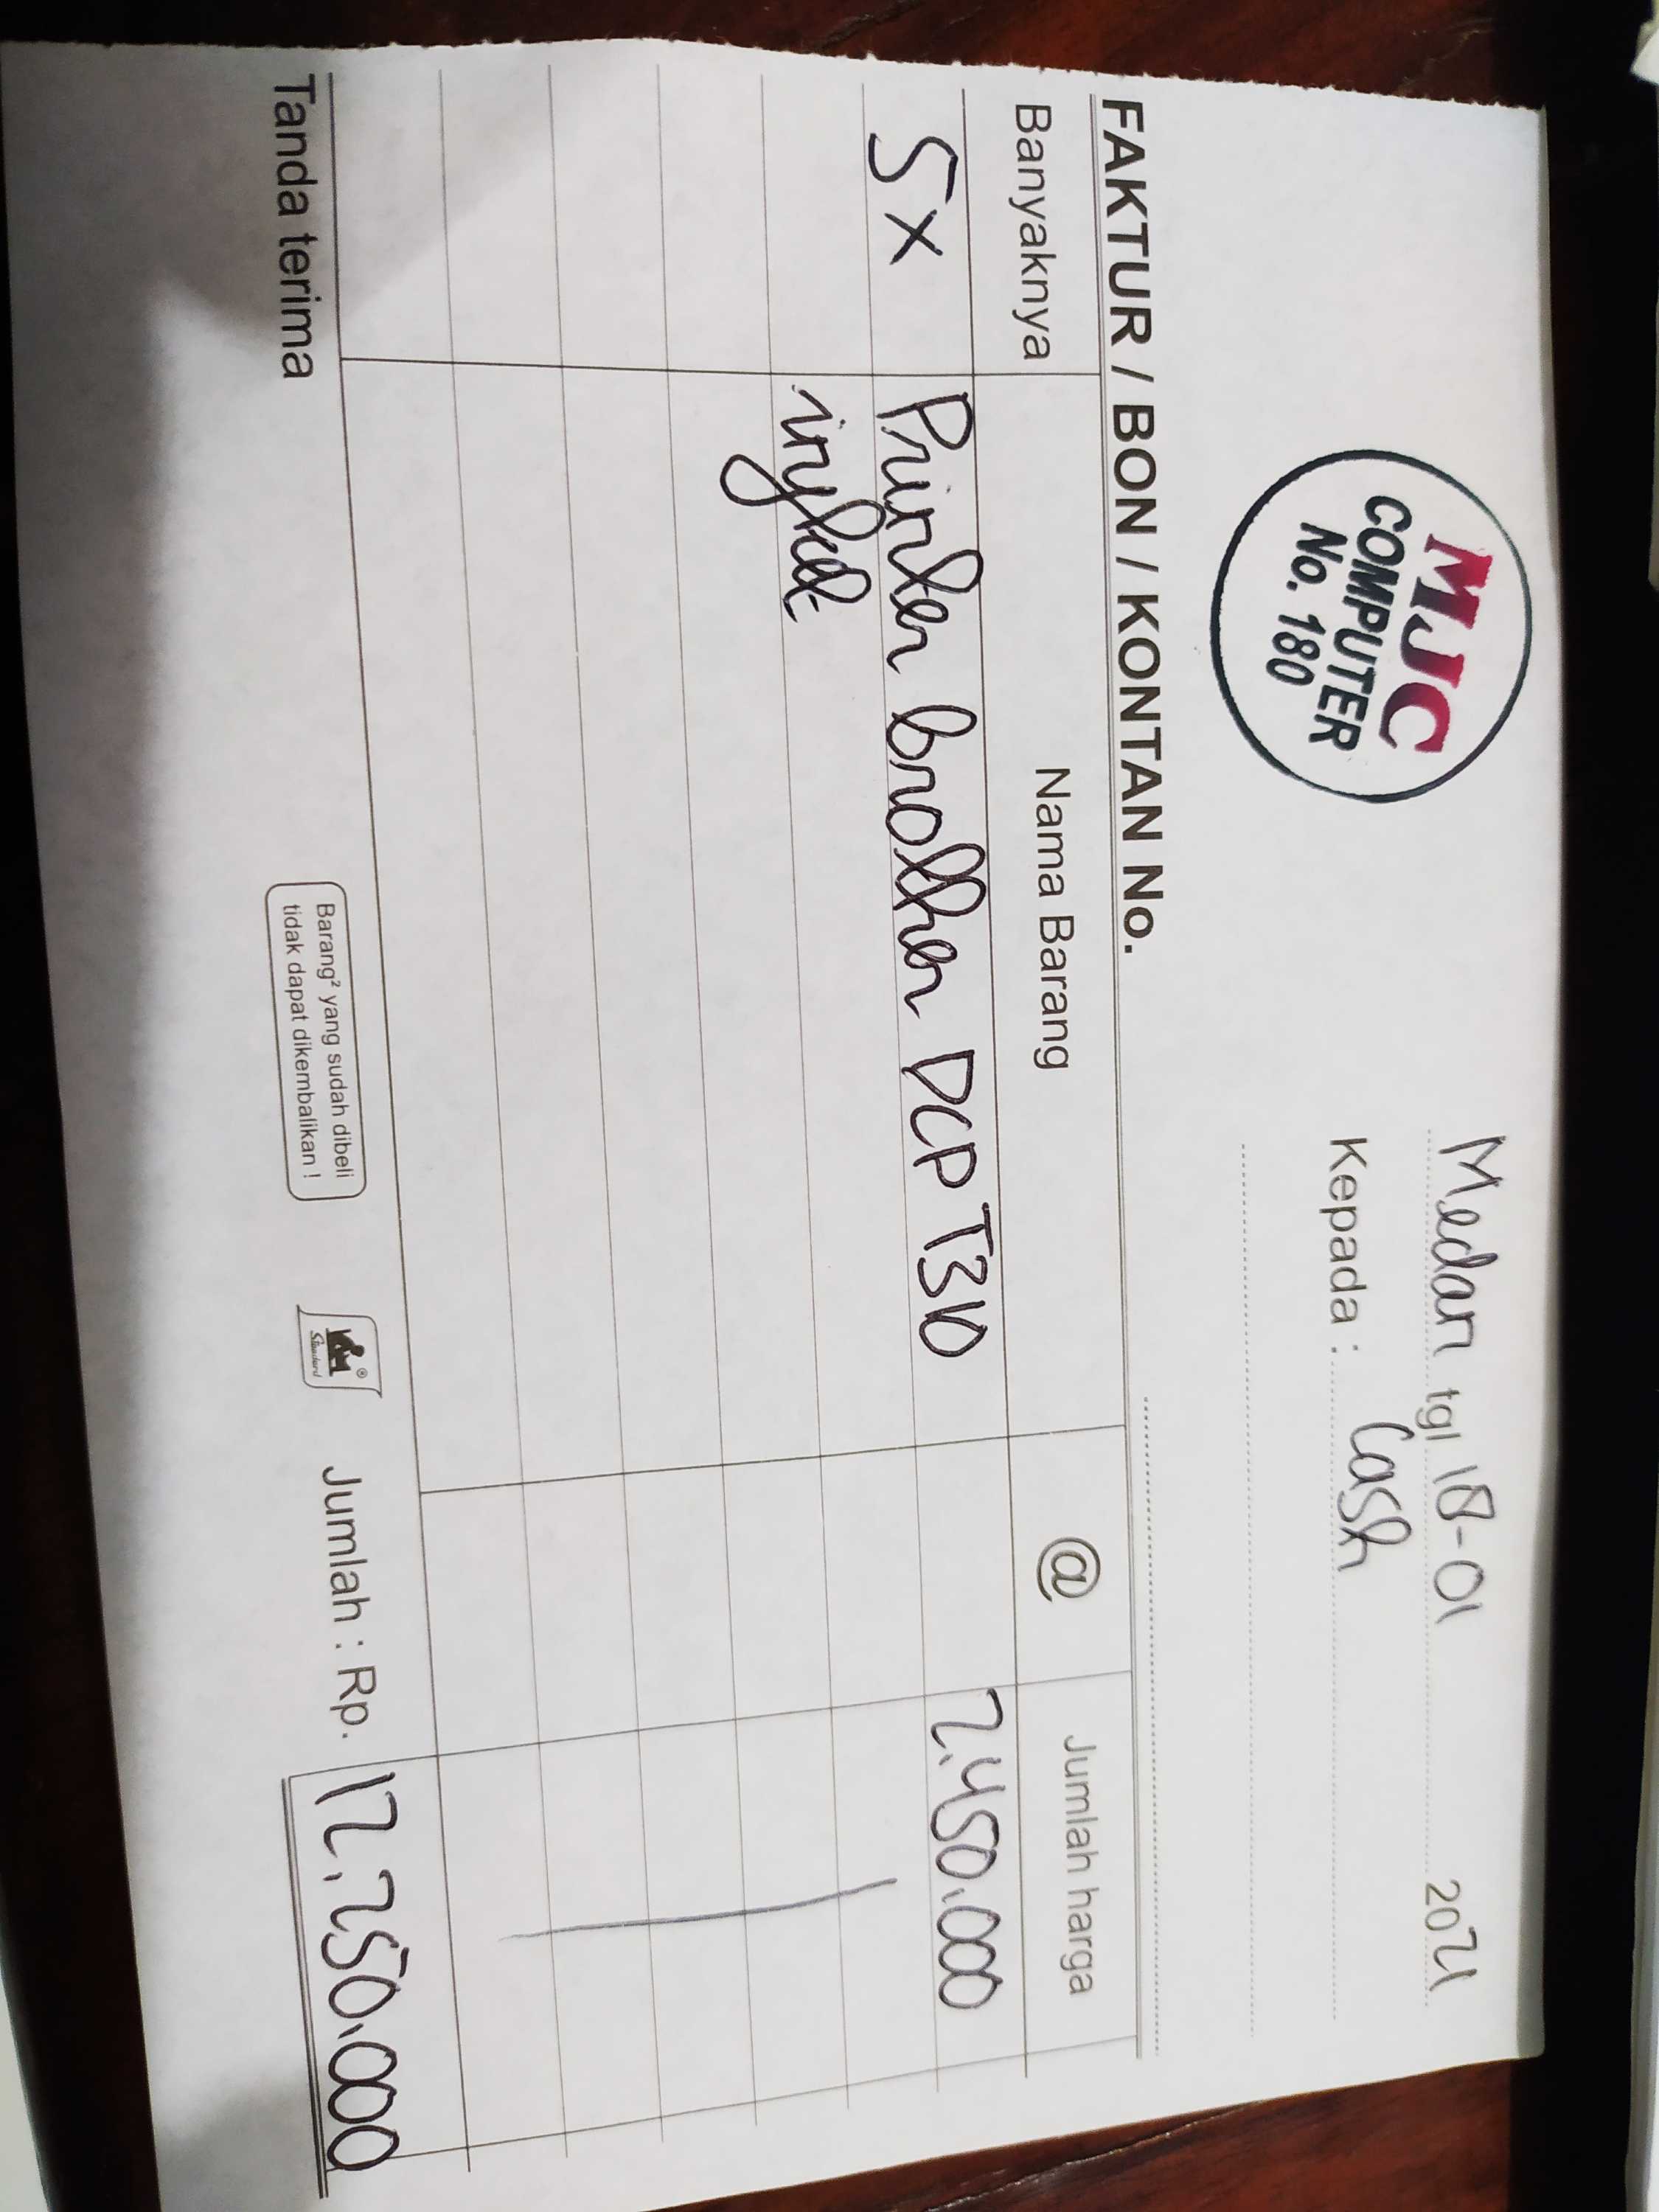 MJC
COMPUTER
No. 180
Medan tgl 18-01 2021
Kepada : Cash
FAKTUR / BON / KONTAN No.
Banyaknya Nama Barang @ Jumlah harga
5x Printer brother DCP T310 2.450.000
inkjet
Tanda terima
Barang² yang sudah dibeli
tidak dapat dikembalikan !
Standard
Jumlah : Rp. 12.250.000